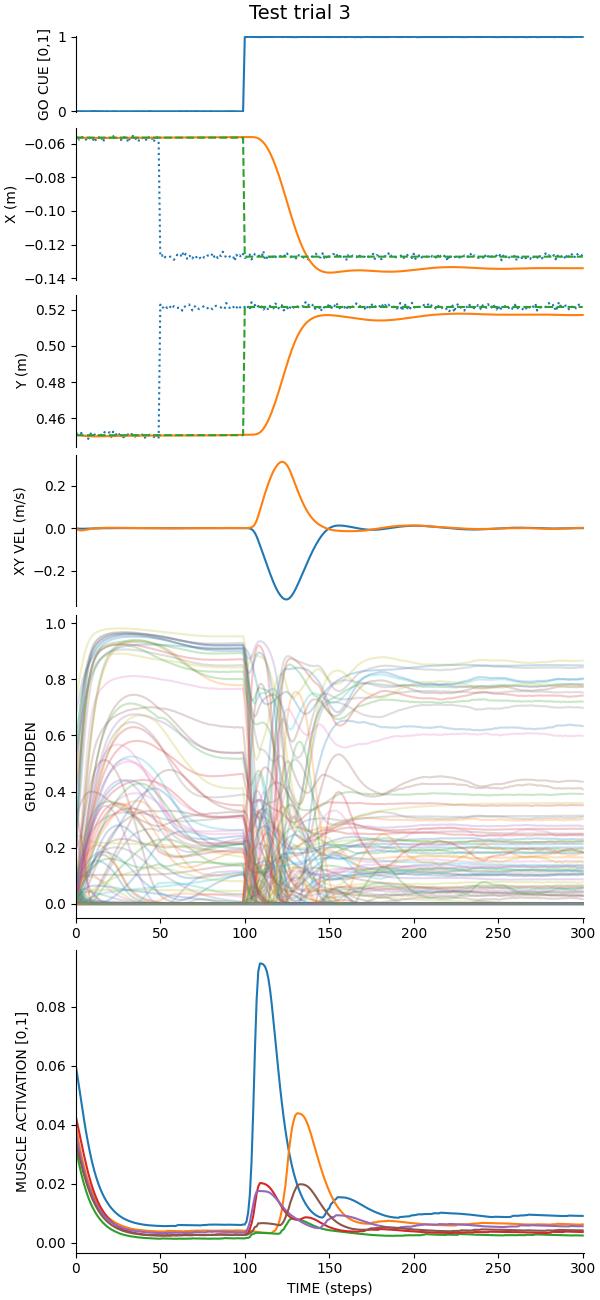 Test trial 3
GO CUE [0,1]
1
0
X (m)
−0.06
−0.08
−0.10
−0.12
−0.14
Y (m)
0.52
0.50
0.48
0.46
XY VEL (m/s)
0.2
0.0
−0.2
GRU HIDDEN
1.0
0.8
0.6
0.4
0.2
0.0
0 50 100 150 200 250 300
MUSCLE ACTIVATION [0,1]
0.08
0.06
0.04
0.02
0.00
0 50 100 150 200 250 300
TIME (steps)